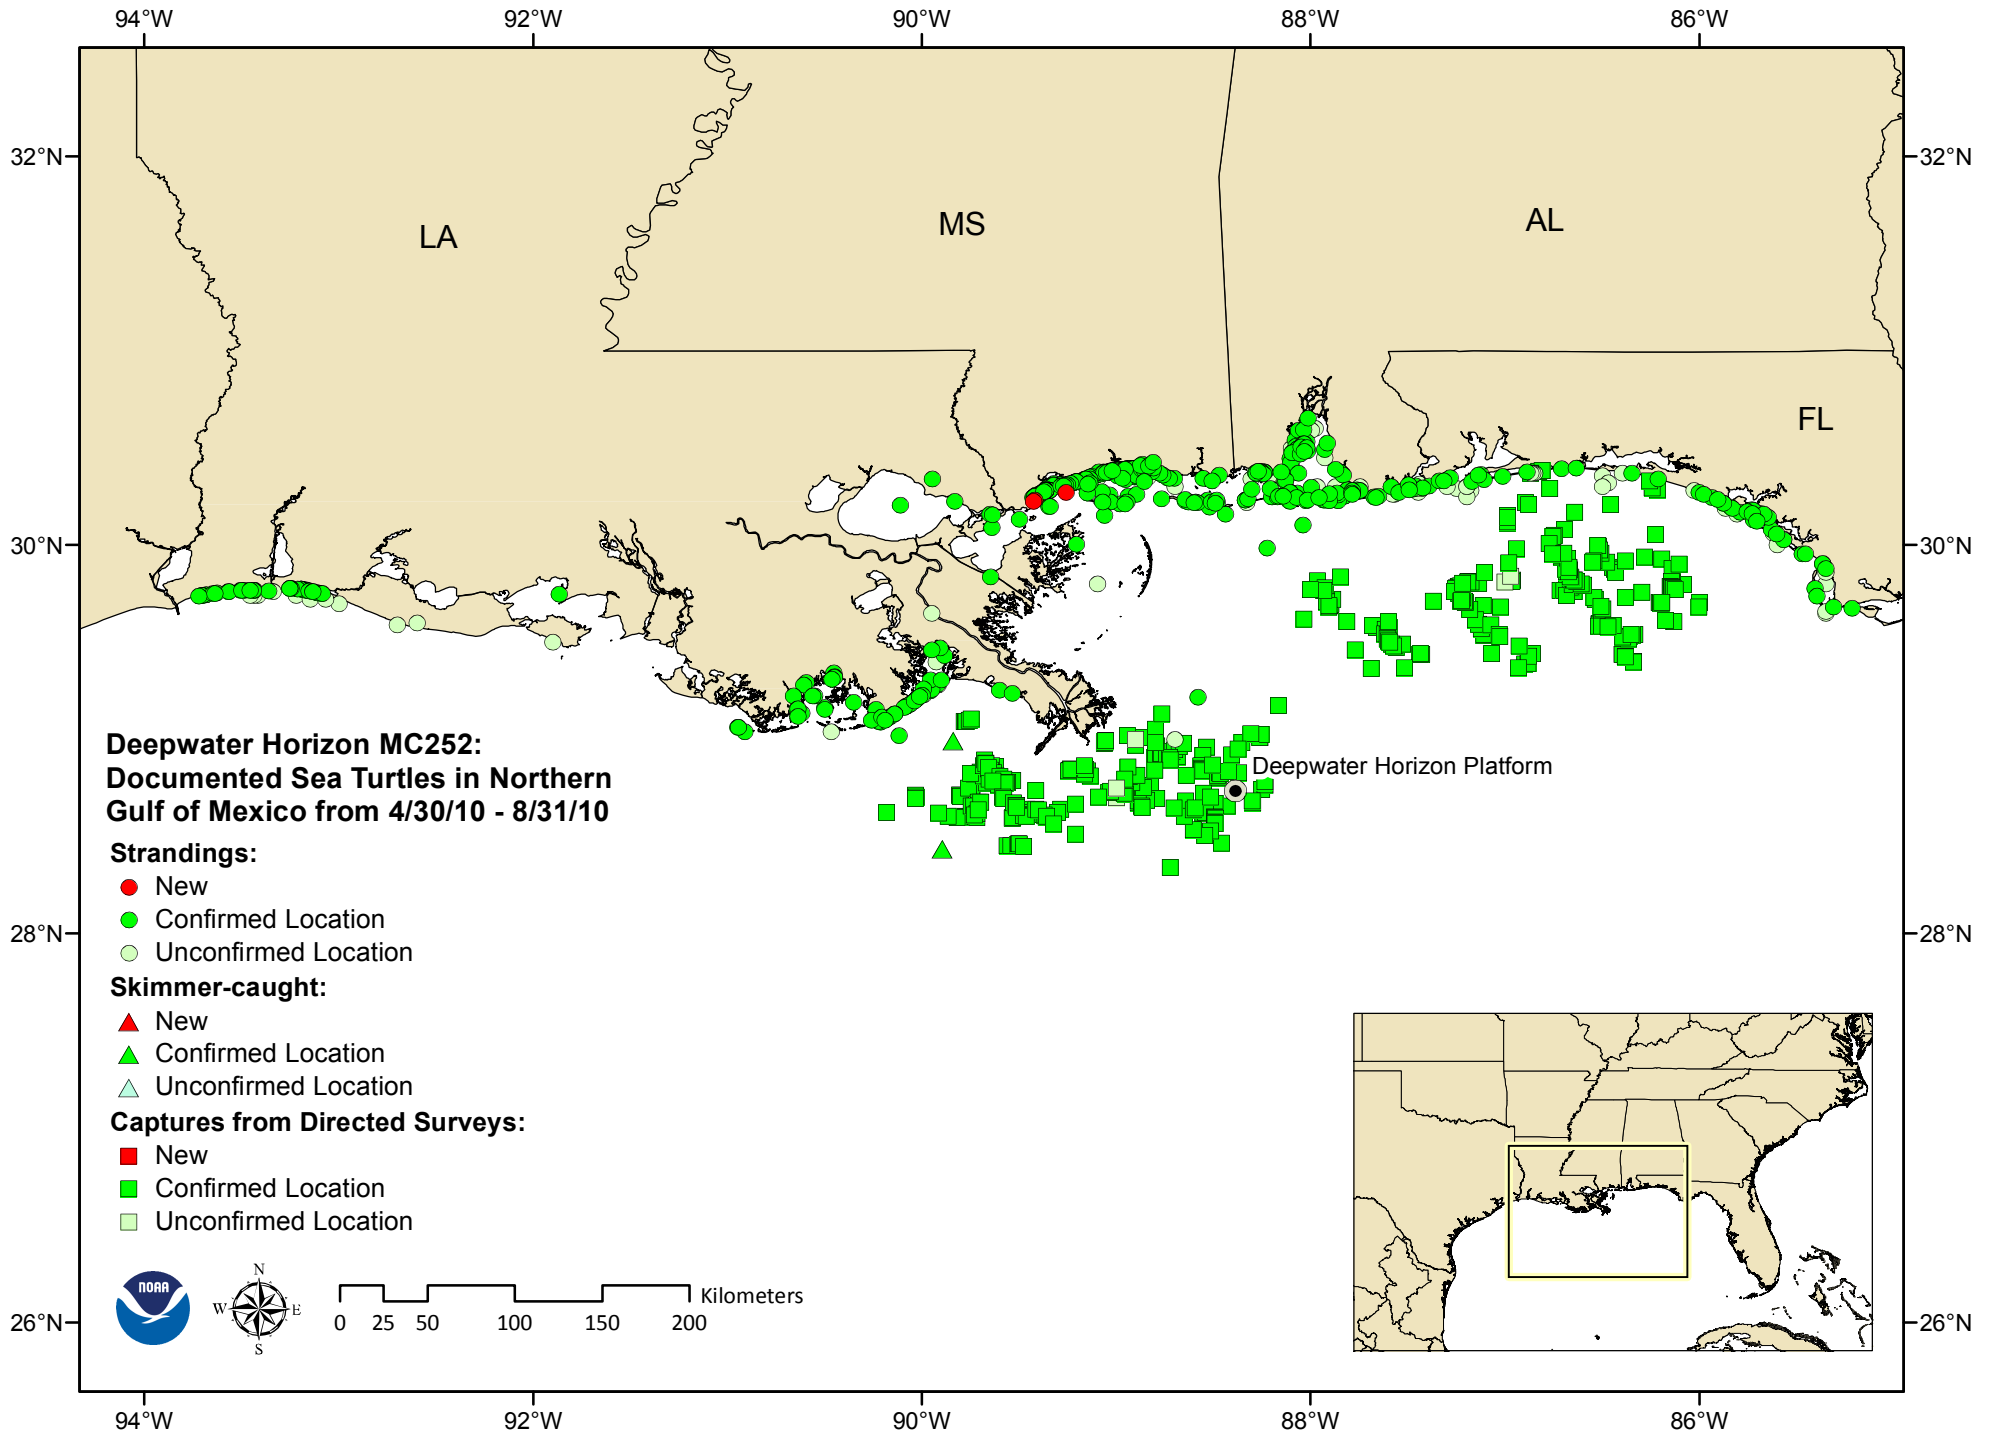 94°W 92°W 90°W 88°W 86°W
32°N 32°N
LA MS AL
FL
30°N 30°N
Deepwater Horizon Platform
Deepwater Horizon MC252:
Documented Sea Turtles in Northern
Gulf of Mexico from 4/30/10 - 8/31/10
Strandings:
New
Confirmed Location
Unconfirmed Location
28°N 28°N
Skimmer-caught:
New
Confirmed Location
Unconfirmed Location
Captures from Directed Surveys:
New
Confirmed Location
Unconfirmed Location
NOAA
N
W E
S
Kilometers
0 25 50 100 150 200
26°N 26°N
94°W 92°W 90°W 88°W 86°W